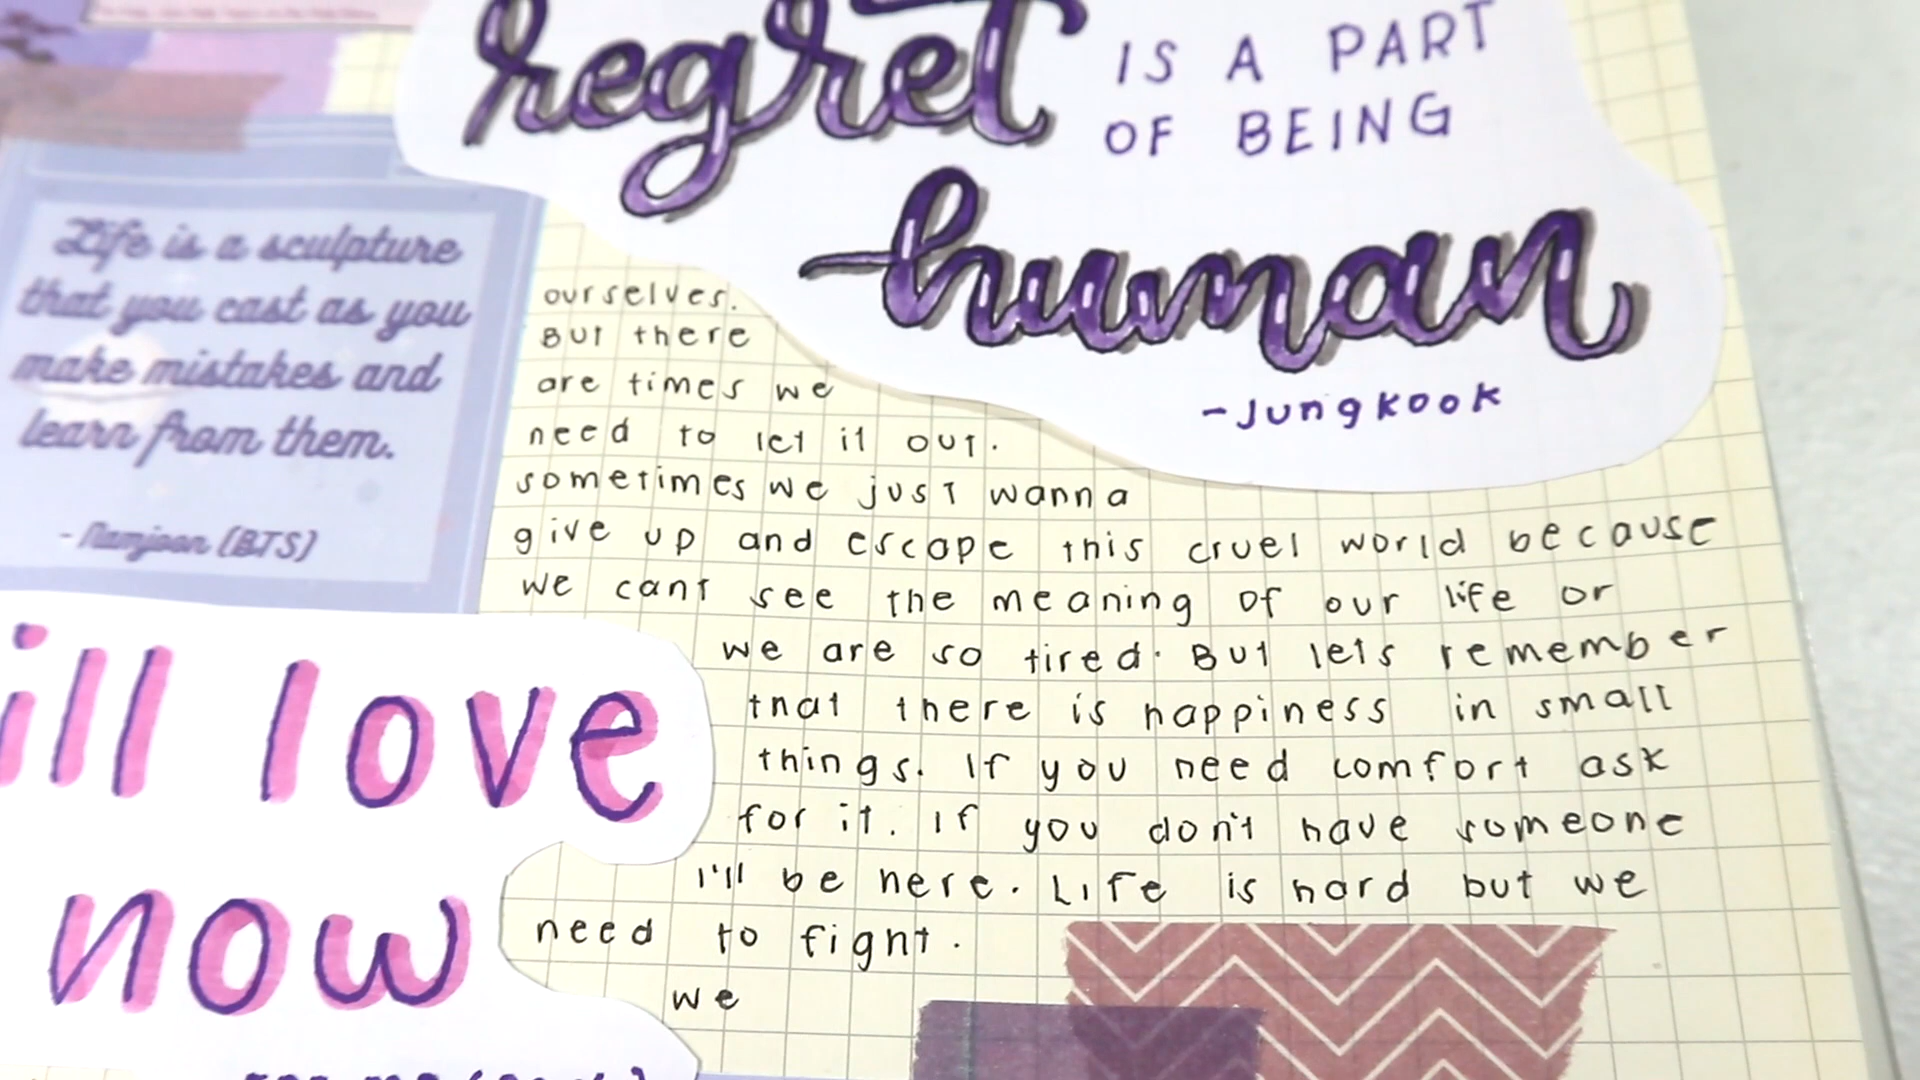 regret IS A PART
OF BEING
human
-Jungkook
Life is a sculpture
that you cast as you
make mistakes and
learn from them.
- Namjoon (BTS)
ill love
now
ourselves.
But there
are times we
need to let it out.
sometimes we just wanna
give up and escape this cruel world because
we cant see the meaning of our life or
we are so tired. But lets remember
that there is happiness in small
things. If you need comfort ask
for it. If you don't have someone
I'll be here. Life is hard but we
need to fight.
we